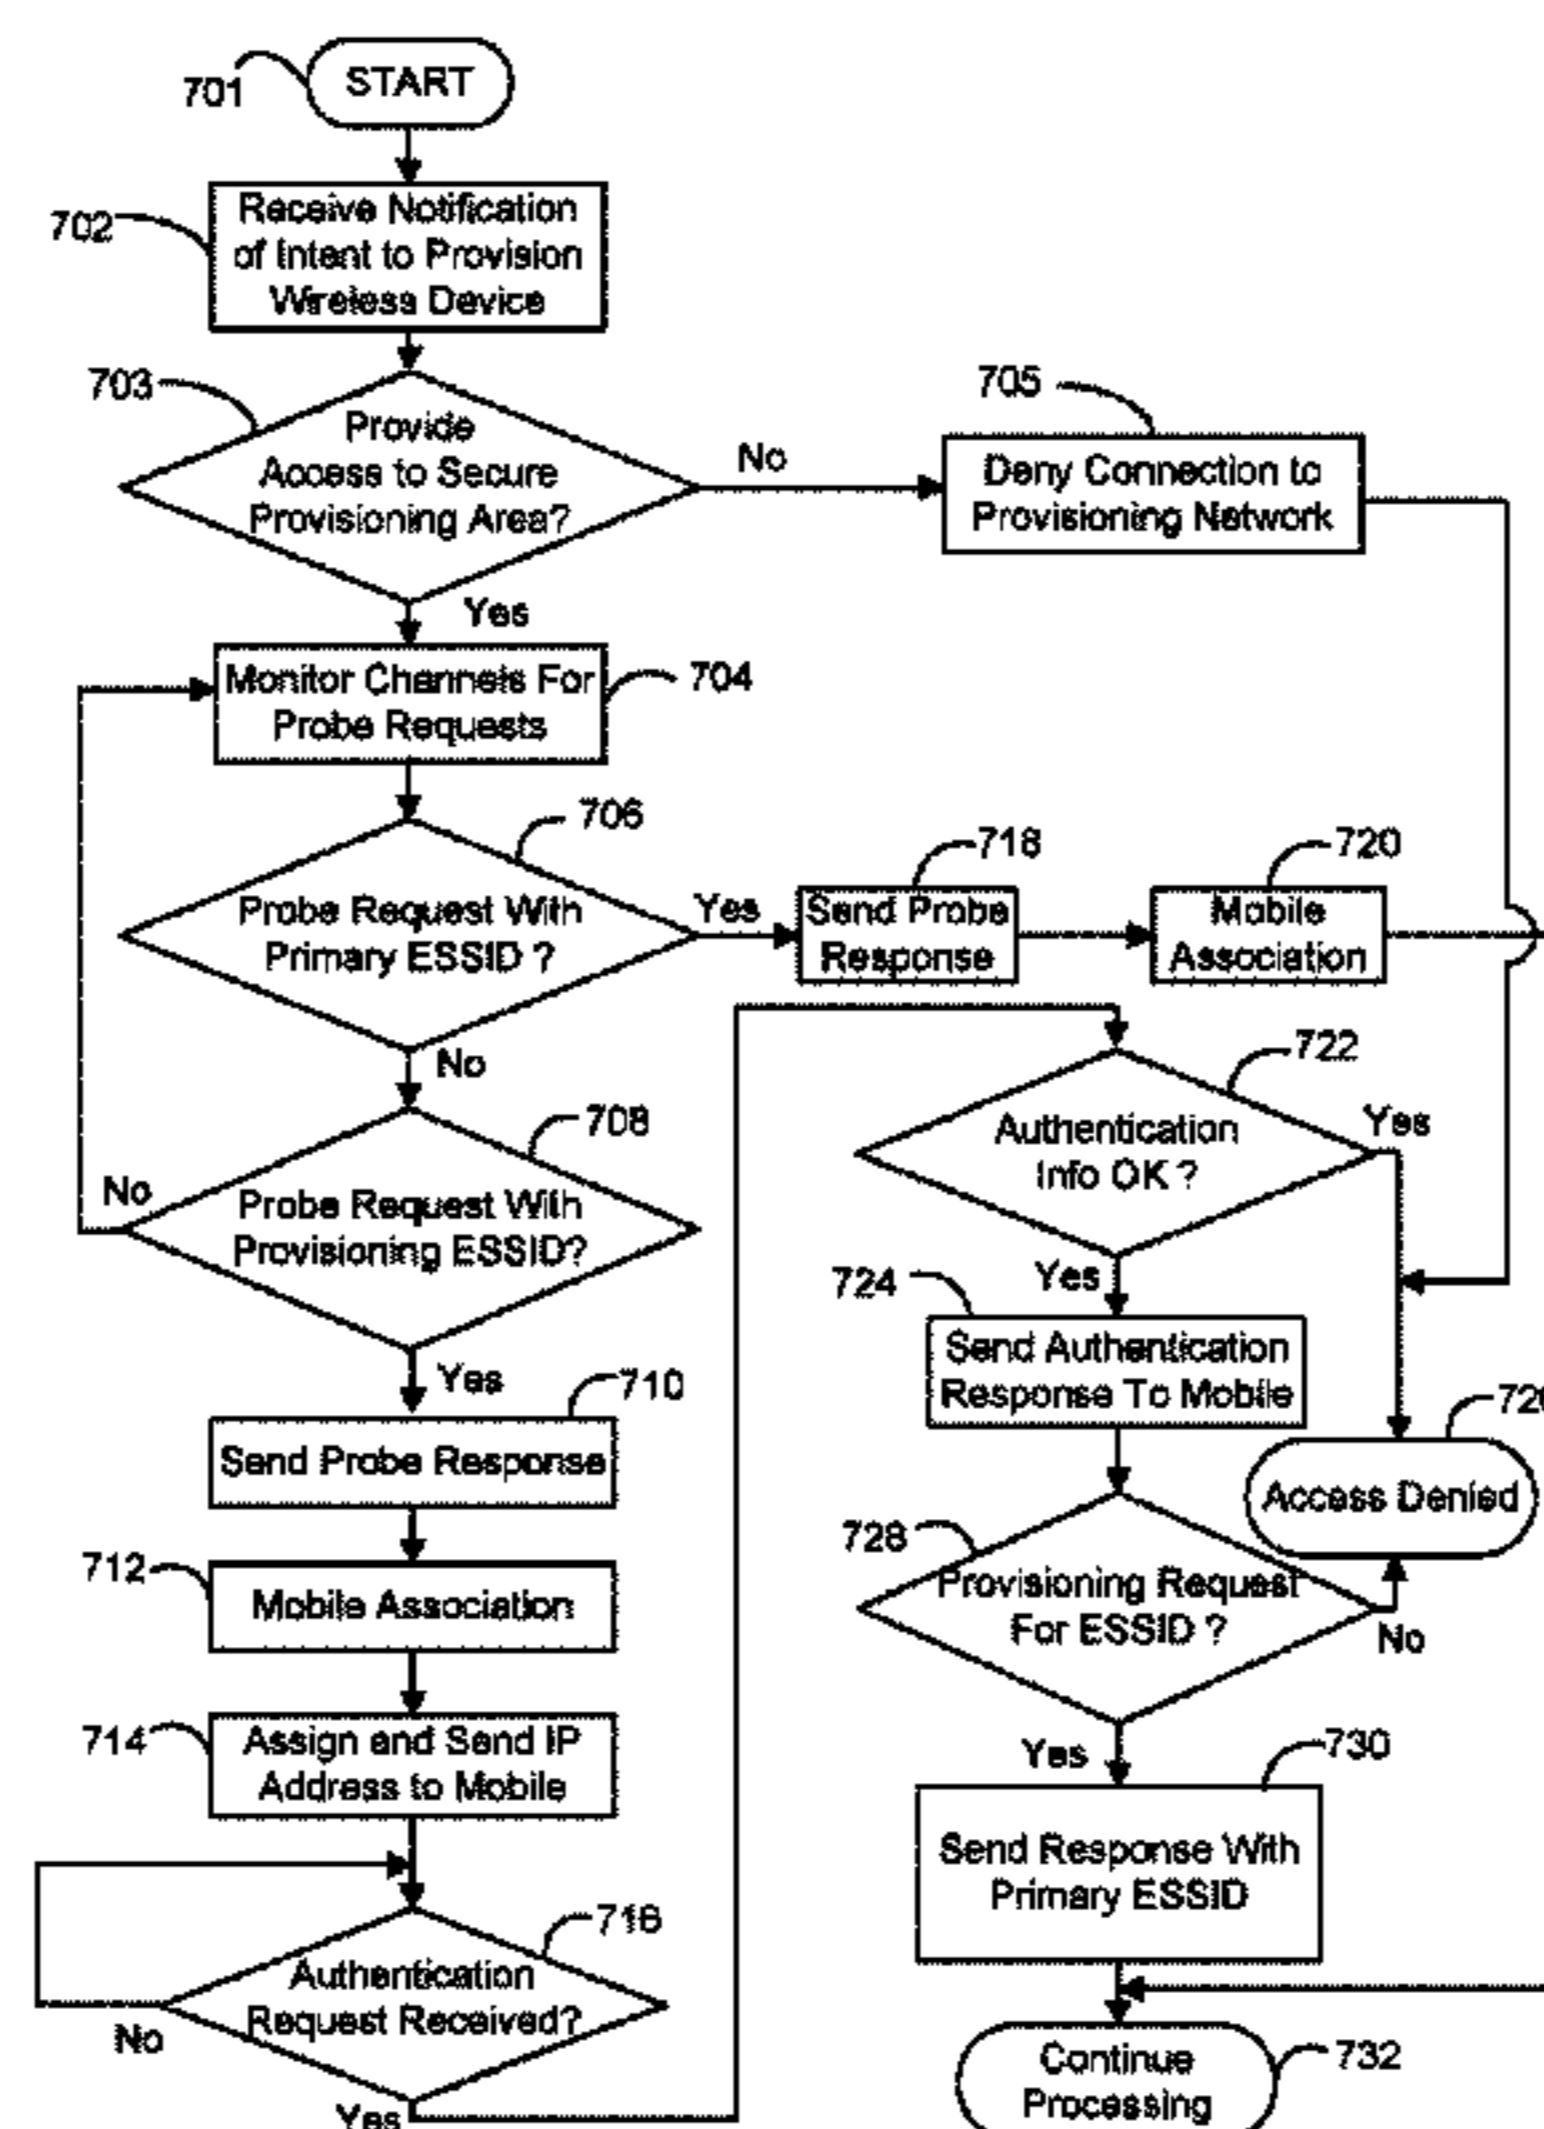 701
START
702
Receive Notification
of Intent to Provision
Wireless Device
703
Provide
Access to Secure
Provisioning Area?
No
705
Deny Connection to
Provisioning Network
Yes
Monitor Channels For
Probe Requests
704
706
Probe Request With
Primary ESSID ?
Yes
718
Send Probe
Response
720
Mobile
Association
No
708
Probe Request With
Provisioning ESSID?
No
Yes
710
Send Probe Response
712
Mobile Association
714
Assign and Send IP
Address to Mobile
716
Authentication
Request Received?
No
Yes
722
Authentication
Info OK ?
Yes
Yes
724
Send Authentication
Response To Mobile
Access Denied
728
Provisioning Request
For ESSID ?
No
Yes
730
Send Response With
Primary ESSID
Continue
Processing
732